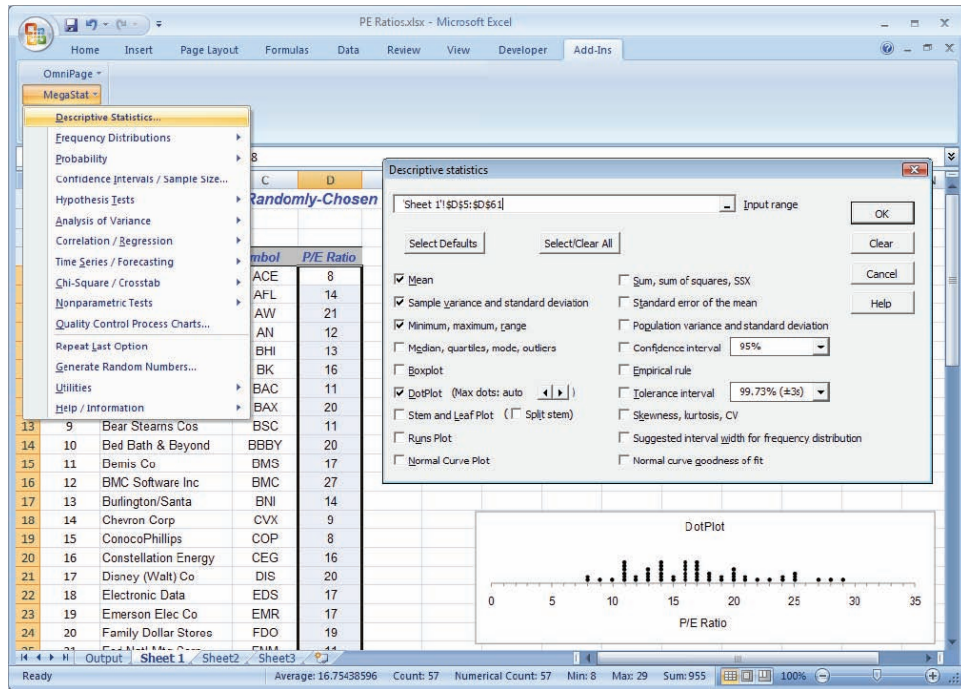 PE Ratios.xlsx - Microsoft Excel
Home Insert Page Layout Formulas Data Review View Developer Add-Ins
OmniPage
MegaStat
Descriptive Statistics...
Frequency Distributions
Probability
Confidence Intervals / Sample Size...
Hypothesis Tests
Analysis of Variance
Correlation / Regression
Time Series / Forecasting
Chi-Square / Crosstab
Nonparametric Tests
Quality Control Process Charts...
Repeat Last Option
Generate Random Numbers...
Utilities
Help / Information
8
C D
Randomly-Chosen
mbol P/E Ratio
ACE 8
AFL 14
AW 21
AN 12
BHI 13
BK 16
BAC 11
BAX 20
13 9 Bear Stearns Cos BSC 11
14 10 Bed Bath & Beyond BBBY 20
15 11 Bemis Co BMS 17
16 12 BMC Software Inc BMC 27
17 13 Burlington/Santa BNI 14
18 14 Chevron Corp CVX 9
19 15 ConocoPhillips COP 8
20 16 Constellation Energy CEG 16
21 17 Disney (Walt) Co DIS 20
22 18 Electronic Data EDS 17
23 19 Emerson Elec Co EMR 17
24 20 Family Dollar Stores FDO 19
Descriptive statistics
'Sheet 1'!$D$5:$D$61 Input range
OK
Select Defaults Select/Clear All
Clear
Cancel
Help
Mean
Sample variance and standard deviation
Minimum, maximum, range
Median, quartiles, mode, outliers
Boxplot
DotPlot (Max dots: auto )
Stem and Leaf Plot ( Split stem)
Runs Plot
Normal Curve Plot
Sum, sum of squares, SSX
Standard error of the mean
Population variance and standard deviation
Confidence interval 95%
Empirical rule
Tolerance interval 99.73% (±3s)
Skewness, kurtosis, CV
Suggested interval width for frequency distribution
Normal curve goodness of fit
DotPlot
0 5 10 15 20 25 30 35
P/E Ratio
Output Sheet 1 Sheet2 Sheet3
Ready Average: 16.75438596 Count: 57 Numerical Count: 57 Min: 8 Max: 29 Sum: 955 100%